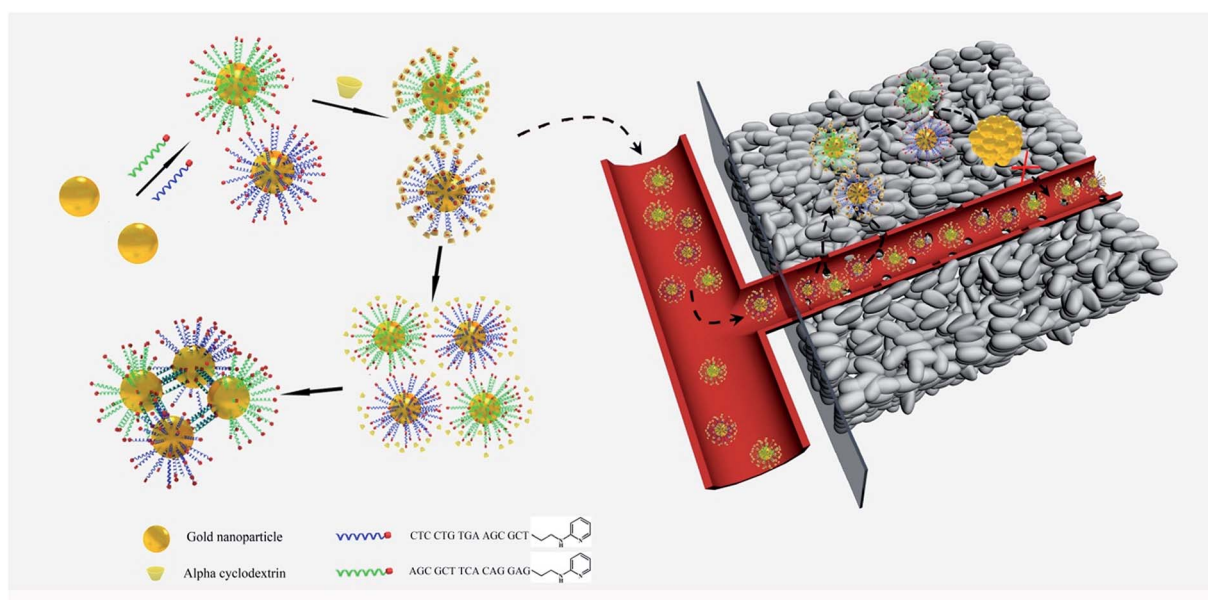 Gold nanoparticle
CTC CTG TGA AGC GCT
N
H
N
Alpha cyclodextrin
AGC GCT TCA CAG GAG
N
H
N